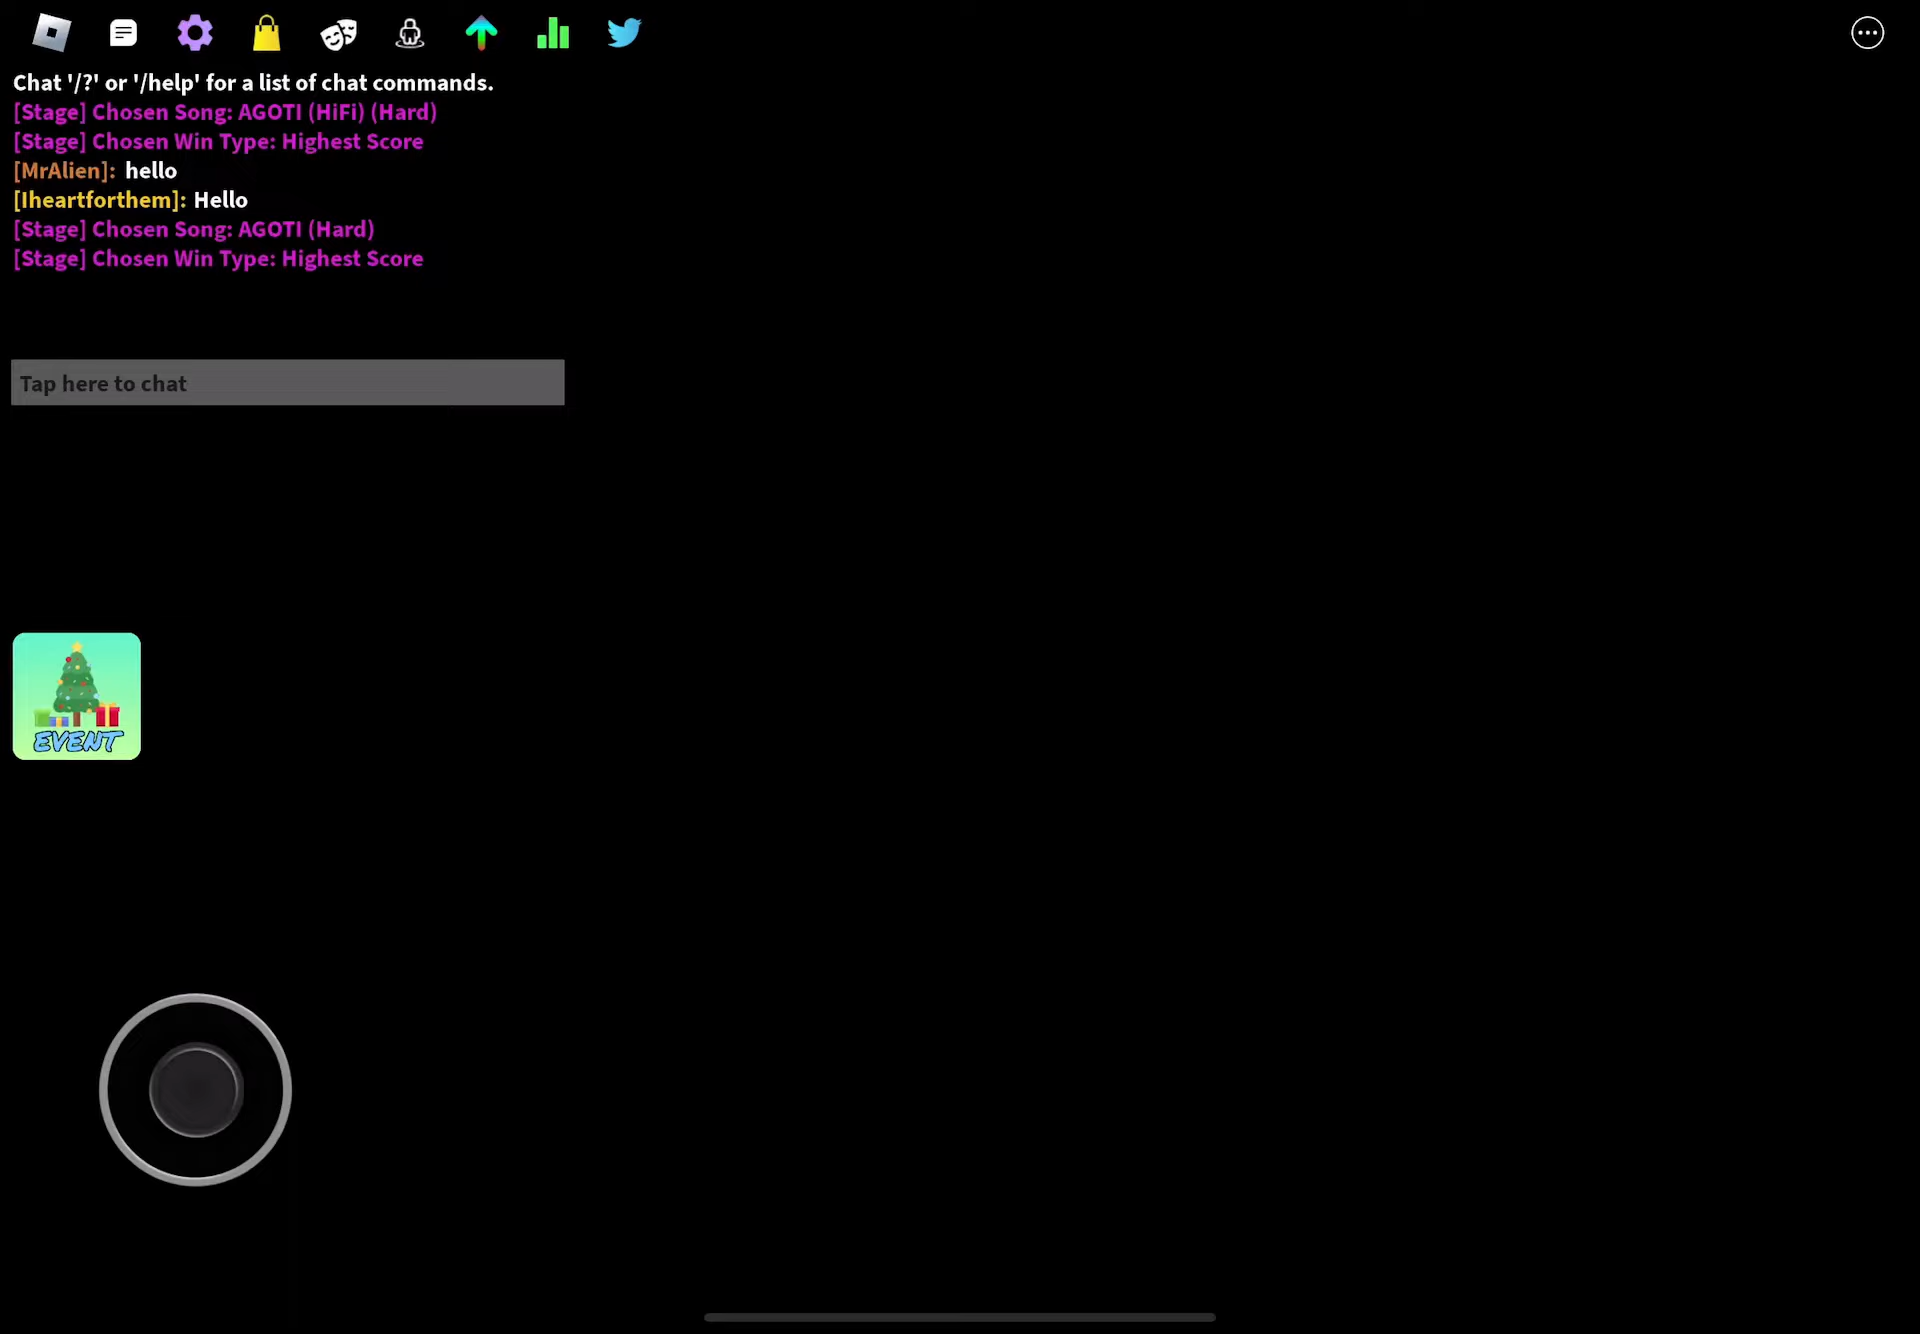 Chat '/?' or '/help' for a list of chat commands.
[Stage] Chosen Song: AGOTI (HiFi) (Hard)
[Stage] Chosen Win Type: Highest Score
[MrAlien]: hello
[Iheartforthem]: Hello
[Stage] Chosen Song: AGOTI (Hard)
[Stage] Chosen Win Type: Highest Score
Tap here to chat
EVENT